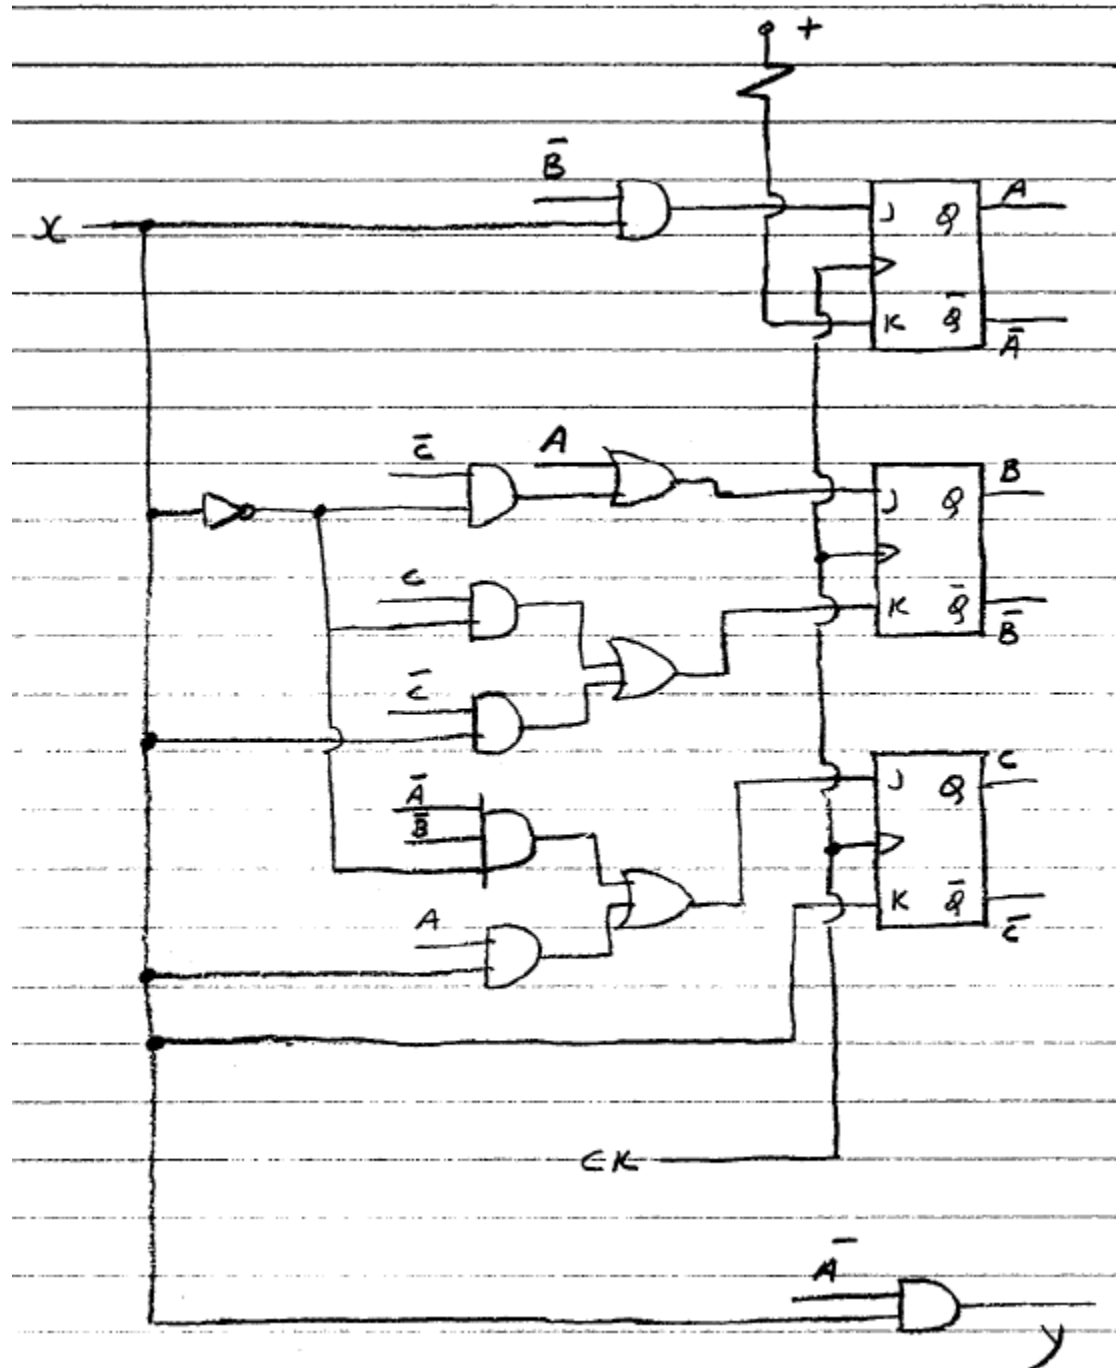 +
B̅
x
J Q A
K Q̅ A̅
C̅ A
J Q B
C
K Q̅ B̅
C̅
A̅
B̅
J Q C
A
K Q̅ C̅
CK
A̅
y